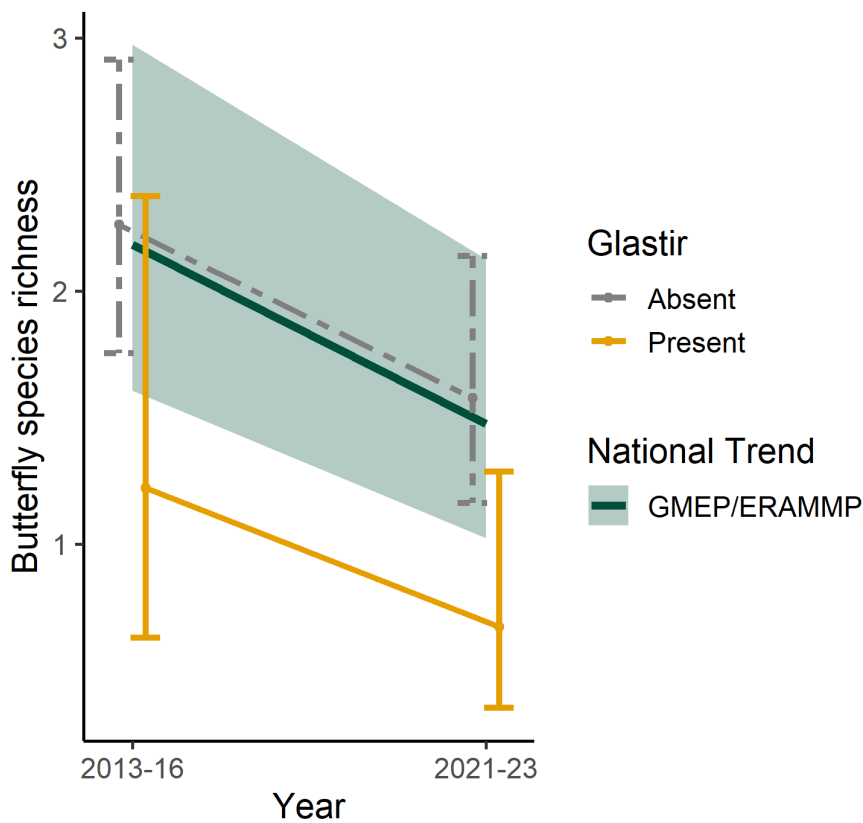 3
2
1
Butterfly species richness
2013-16
2021-23
Year
Glastir
Absent
Present
National Trend
GMEP/ERAMMP